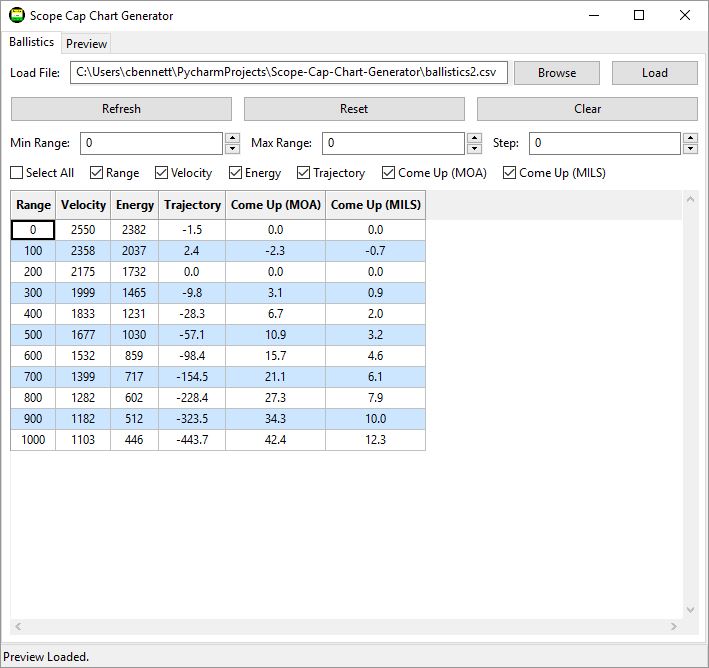 Scope Cap Chart Generator
Ballistics Preview
Load File: C:\Users\cbennett\PycharmProjects\Scope-Cap-Chart-Generator\ballistics2.csv Browse Load
Refresh Reset Clear
Min Range: 0 Max Range: 0 Step: 0
Select All Range Velocity Energy Trajectory Come Up (MOA) Come Up (MILS)
Range Velocity Energy Trajectory Come Up (MOA) Come Up (MILS)
0 2550 2382 -1.5 0.0 0.0
100 2358 2037 2.4 -2.3 -0.7
200 2175 1732 0.0 0.0 0.0
300 1999 1465 -9.8 3.1 0.9
400 1833 1231 -28.3 6.7 2.0
500 1677 1030 -57.1 10.9 3.2
600 1532 859 -98.4 15.7 4.6
700 1399 717 -154.5 21.1 6.1
800 1282 602 -228.4 27.3 7.9
900 1182 512 -323.5 34.3 10.0
1000 1103 446 -443.7 42.4 12.3
Preview Loaded.